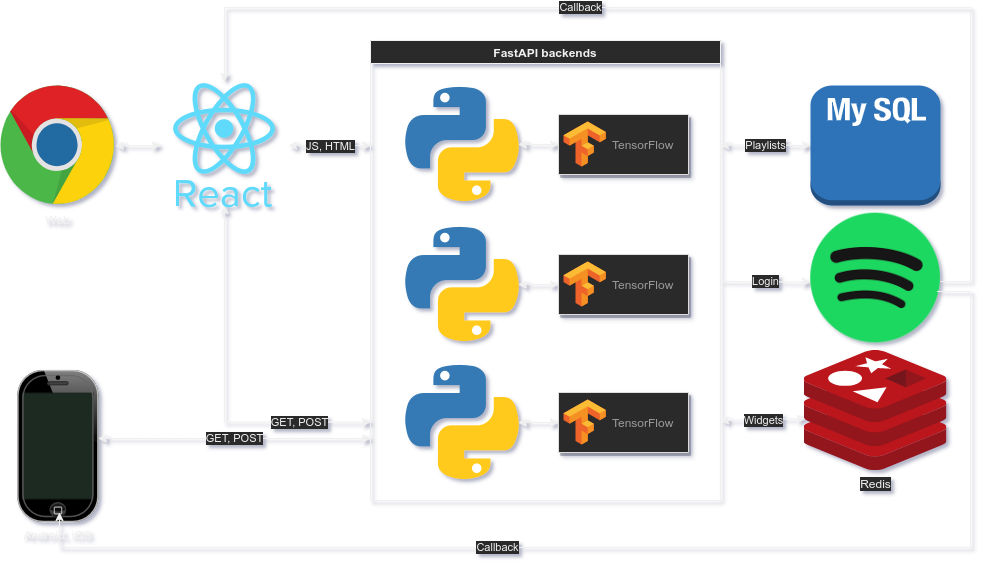 Callback
FastAPI backends
My SQL
TensorFlow
JS, HTML
Playlists
React
Web
TensorFlow
Login
GET, POST
TensorFlow
Widgets
GET, POST
Redis
Android, iOS
Callback